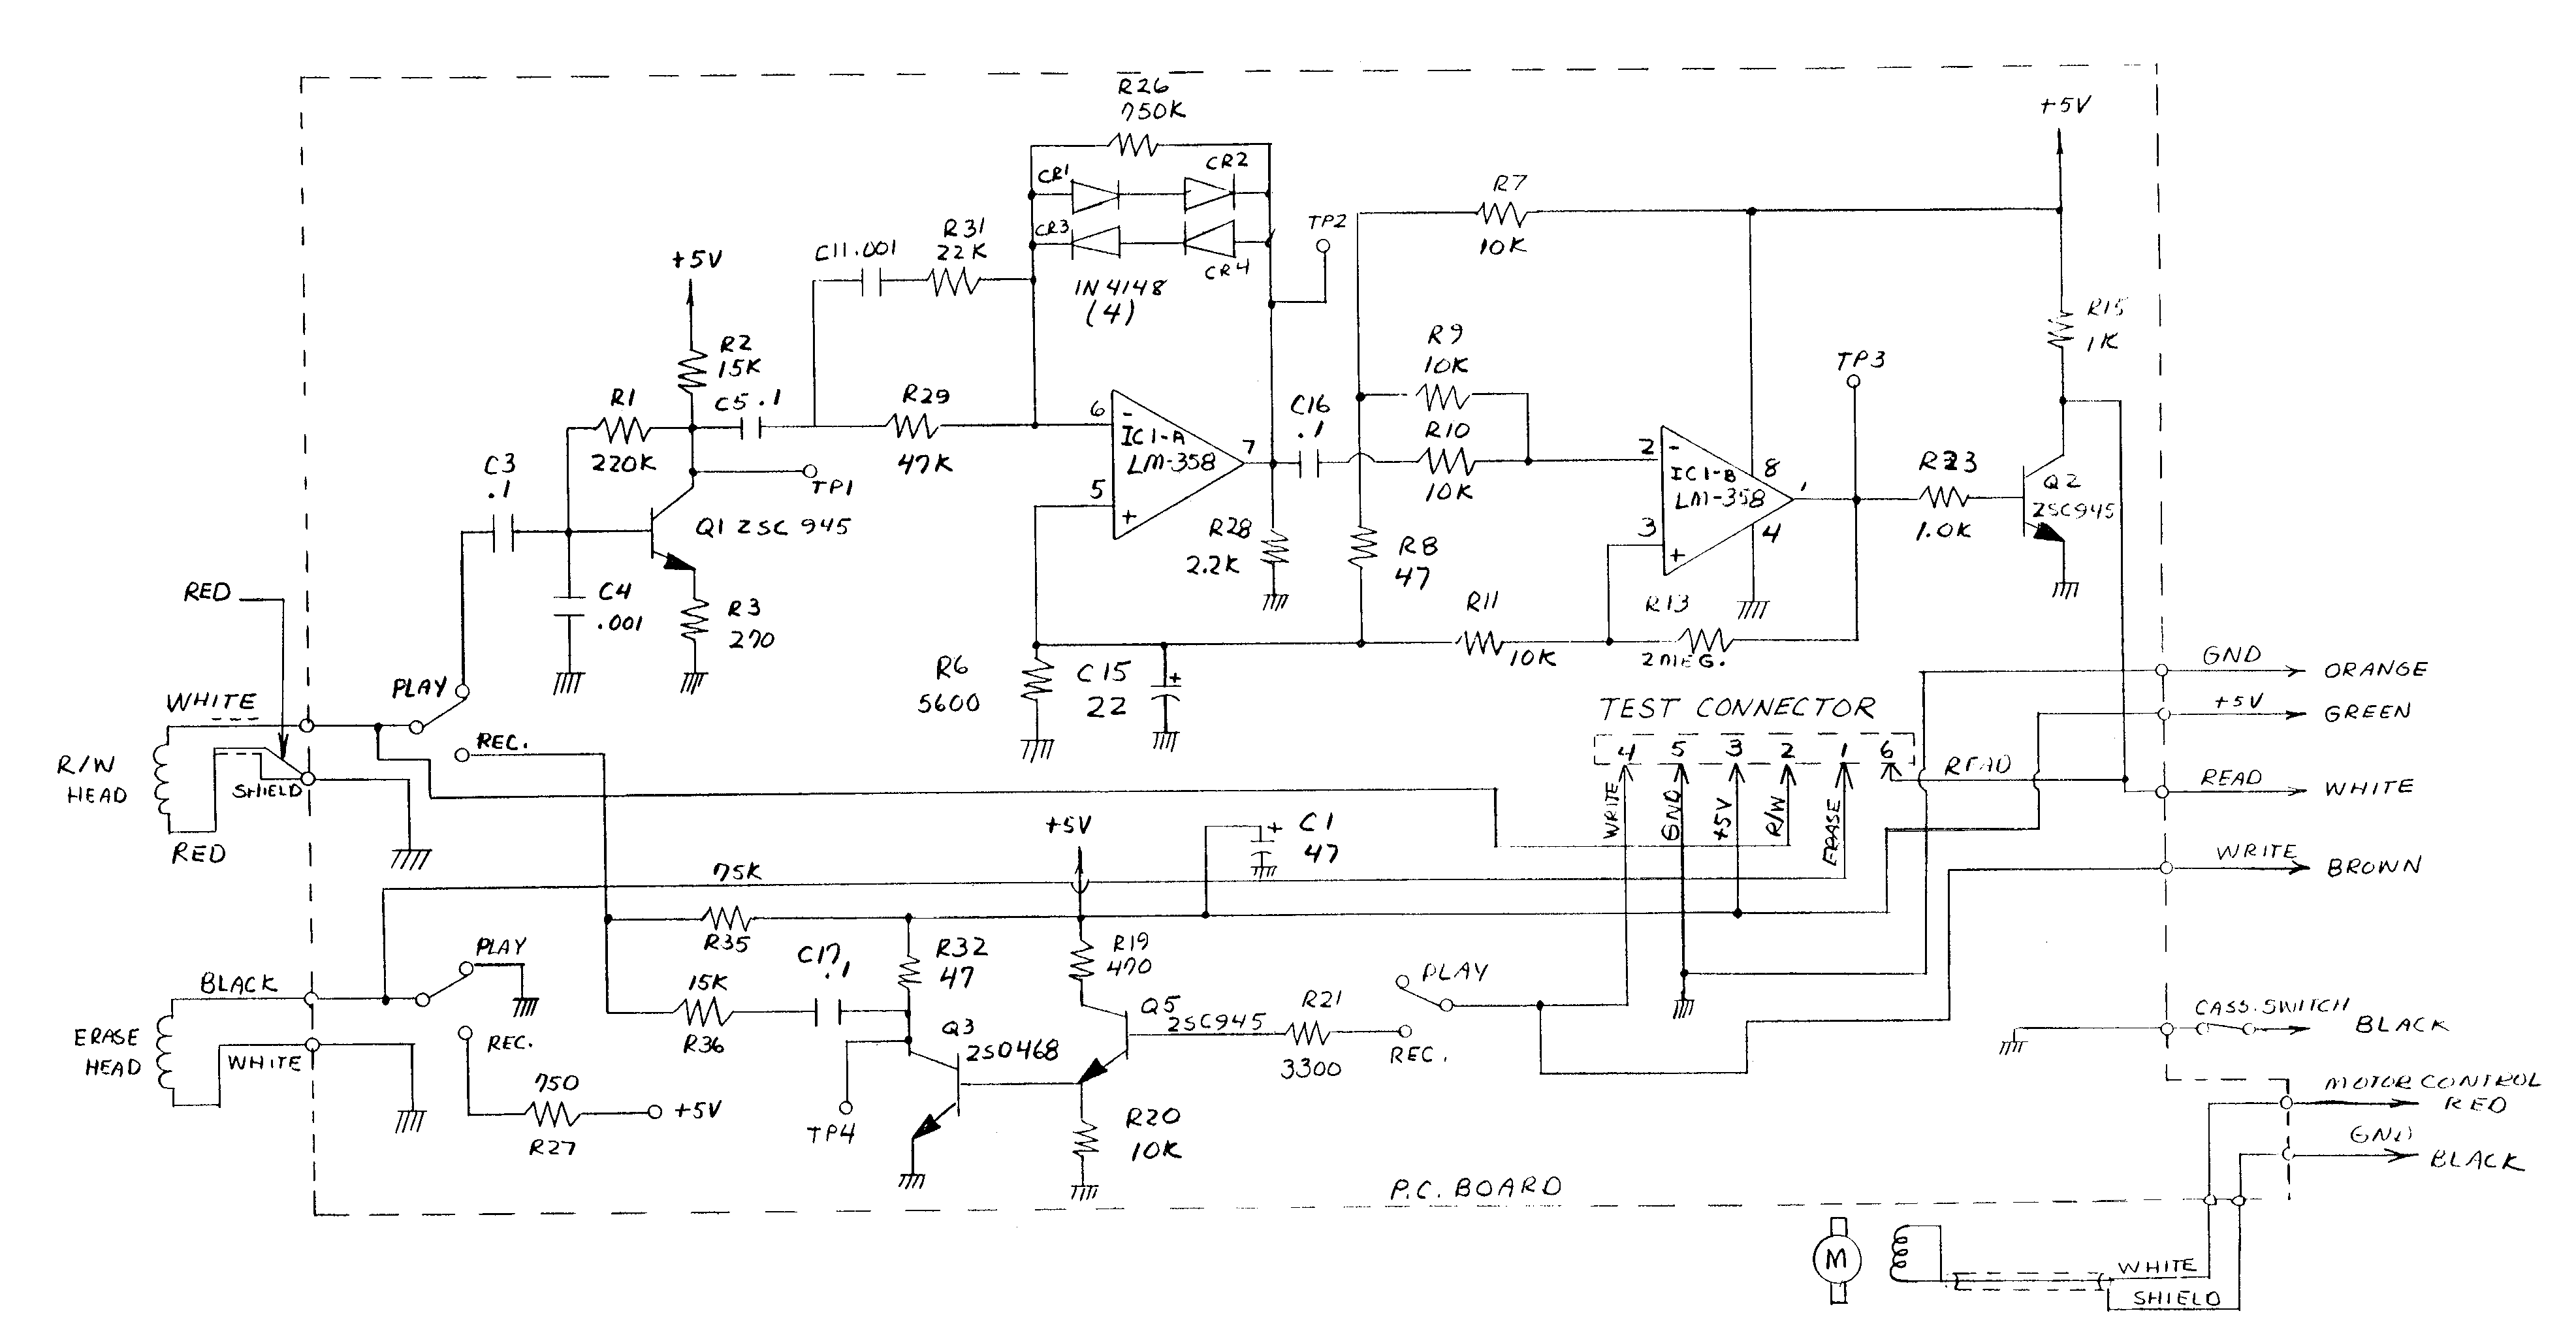 R26
750K
CR1
CR2
CR3
CR4
1N4148
(4)
+5V
R7
10K
TP2
C11 .001
R31
22K
+5V
R2
15K
R1
220K
C5 .1
R29
47K
6
-
IC1-A
LM-358
7
5
+
R9
10K
C16
.1
R10
10K
R15
1K
TP3
2
-
IC1-B
LM-358
8
1
3
+
4
R23
1.0K
Q2
2SC945
C3
.1
TP1
Q1 2SC945
R28
2.2K
R8
47
C4
.001
R3
270
R11
10K
R13
2MEG.
RED
R6
5600
C15
22
+
PLAY
WHITE
REC.
R/W
HEAD
SHIELD
RED
TEST CONNECTOR
4 5 3 2 1 6
WRITE
GND
+5V
R/W
ERASE
READ
GND
ORANGE
+5V
GREEN
READ
WHITE
WRITE
BROWN
+5V
+
C1
47
75K
R35
15K
R36
C17
.1
R32
47
R19
470
Q5
2SC945
R21
3300
PLAY
REC.
Q3
2SD468
TP4
R20
10K
PLAY
BLACK
REC.
ERASE
HEAD
WHITE
750
R27
+5V
CASS. SWITCH
BLACK
MOTOR CONTROL
RED
GND
BLACK
P.C. BOARD
M
WHITE
SHIELD